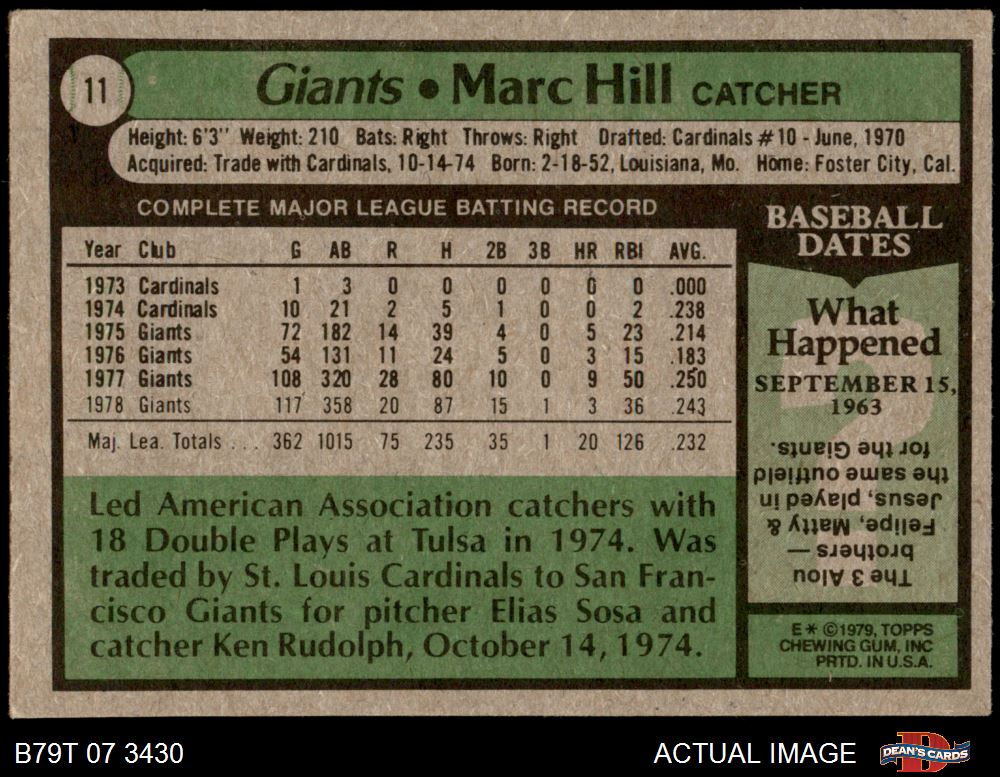 11
Giants • Marc Hill CATCHER
Height: 6'3" Weight: 210 Bats: Right Throws: Right Drafted: Cardinals #10 - June, 1970
Acquired: Trade with Cardinals, 10-14-74 Born: 2-18-52, Louisiana, Mo. Home: Foster City, Cal.
COMPLETE MAJOR LEAGUE BATTING RECORD
Year Club G AB R H 2B 3B HR RBI AVG.
1973 Cardinals 1 3 0 0 0 0 0 0 .000
1974 Cardinals 10 21 2 5 1 0 0 2 .238
1975 Giants 72 182 14 39 4 0 5 23 .214
1976 Giants 54 131 11 24 5 0 3 15 .183
1977 Giants 108 320 28 80 10 0 9 50 .250
1978 Giants 117 358 20 87 15 1 3 36 .243
Maj. Lea. Totals . . . 362 1015 75 235 35 1 20 126 .232
Led American Association catchers with
18 Double Plays at Tulsa in 1974. Was
traded by St. Louis Cardinals to San Fran-
cisco Giants for pitcher Elias Sosa and
catcher Ken Rudolph, October 14, 1974.
BASEBALL
DATES
What
Happened
SEPTEMBER 15,
1963
The 3 Alou
brothers —
Felipe, Matty &
Jesus, played in
the same outfield
for the Giants.
E * ©1979, TOPPS
CHEWING GUM, INC
PRTD. IN U.S.A.
B79T 07 3430
ACTUAL IMAGE
DEAN'S CARDS